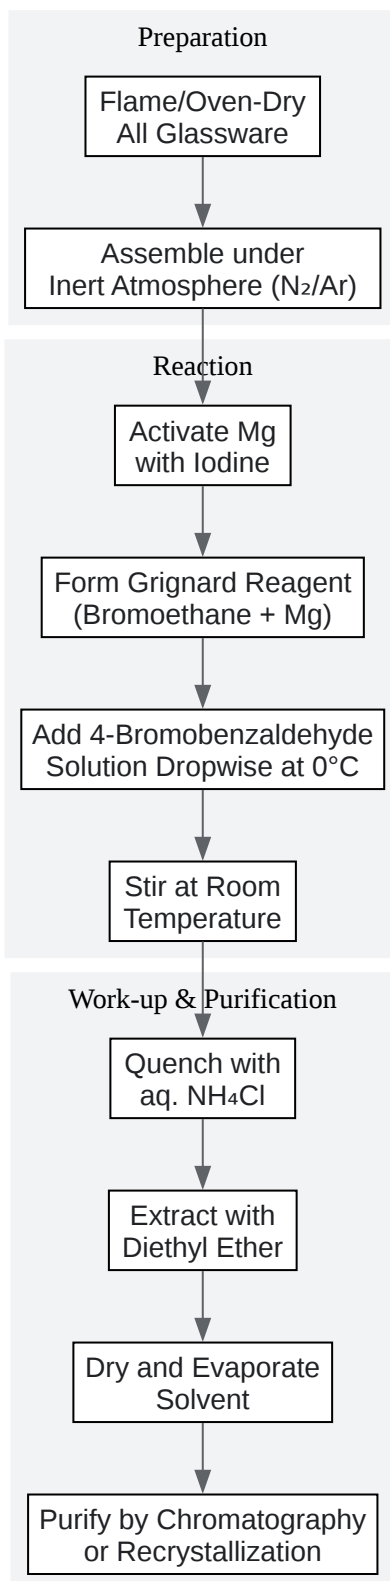 Preparation
Flame/Oven-Dry
All Glassware
Assemble under
Inert Atmosphere (N₂/Ar)
Reaction
Activate Mg
with Iodine
Form Grignard Reagent
(Bromoethane + Mg)
Add 4-Bromobenzaldehyde
Solution Dropwise at 0°C
Stir at Room
Temperature
Work-up & Purification
Quench with
aq. NH₄Cl
Extract with
Diethyl Ether
Dry and Evaporate
Solvent
Purify by Chromatography
or Recrystallization